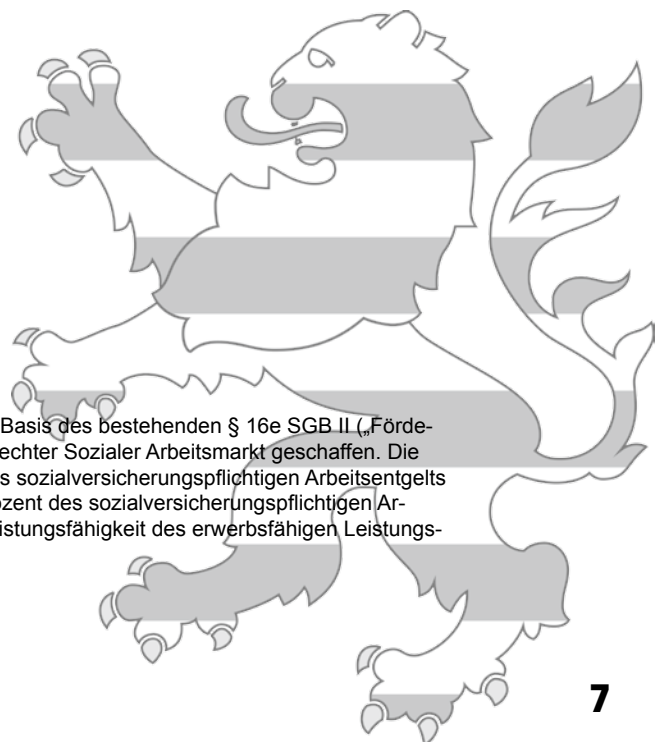 Basis des bestehenden § 16e SGB II („Förde-
echter Sozialer Arbeitsmarkt geschaffen. Die
s sozialversicherungspflichtigen Arbeitsentgelts
ozent des sozialversicherungspflichtigen Ar-
istungsfähigkeit des erwerbsfähigen Leistungs-
7